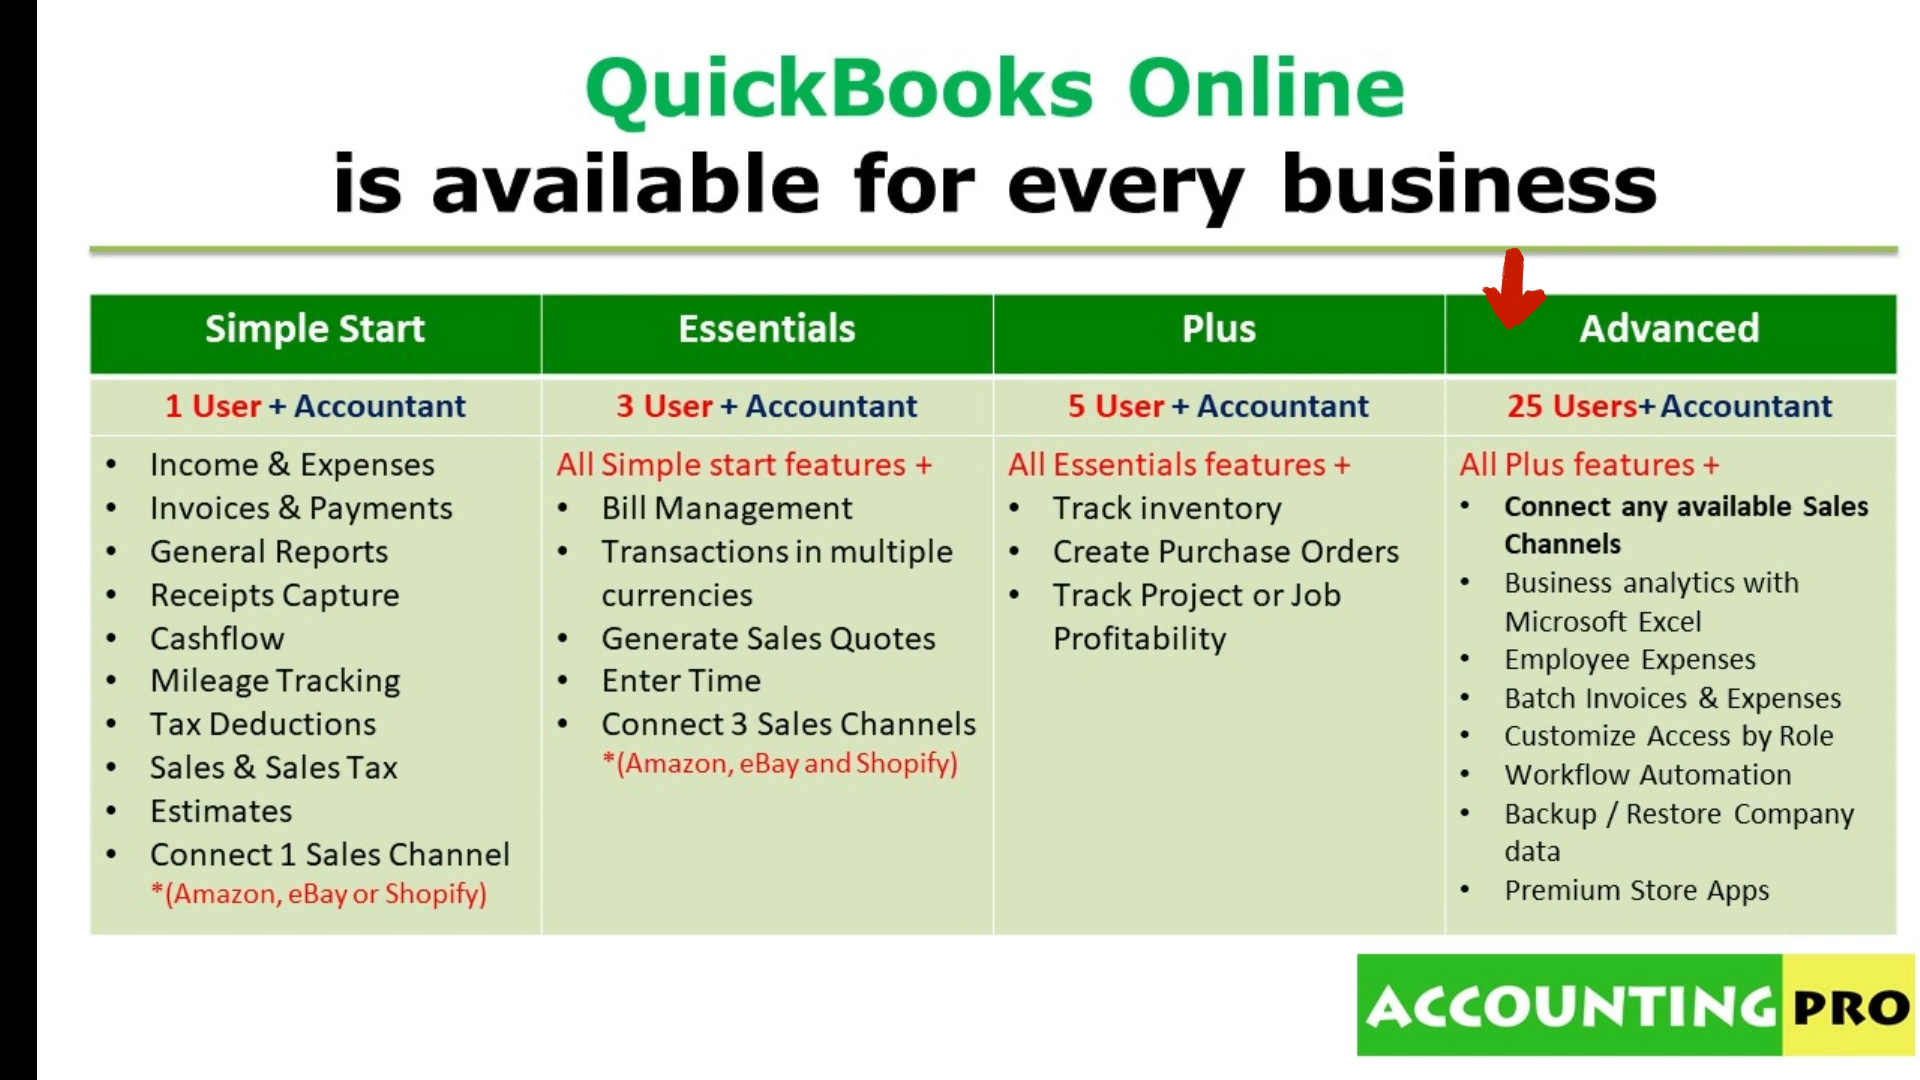 QuickBooks Online
is available for every business
Simple Start
Essentials
Plus
Advanced
1 User + Accountant
3 User + Accountant
5 User + Accountant
25 Users+Accountant
• Income & Expenses
• Invoices & Payments
• General Reports
• Receipts Capture
• Cashflow
• Mileage Tracking
• Tax Deductions
• Sales & Sales Tax
• Estimates
• Connect 1 Sales Channel
*(Amazon, eBay or Shopify)
All Simple start features +
• Bill Management
• Transactions in multiple
currencies
• Generate Sales Quotes
• Enter Time
• Connect 3 Sales Channels
*(Amazon, eBay and Shopify)
All Essentials features +
• Track inventory
• Create Purchase Orders
• Track Project or Job
Profitability
All Plus features +
• Connect any available Sales
Channels
• Business analytics with
Microsoft Excel
• Employee Expenses
• Batch Invoices & Expenses
• Customize Access by Role
• Workflow Automation
• Backup / Restore Company
data
• Premium Store Apps
ACCOUNTING PRO